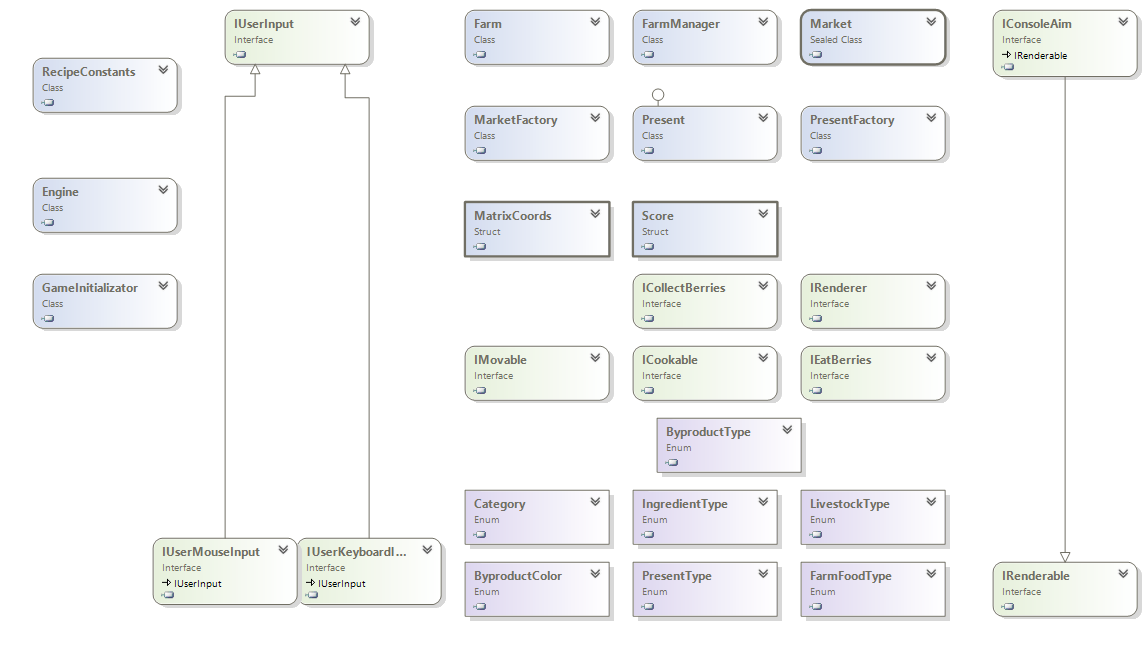 IUserInput
Interface
Farm
Class
FarmManager
Class
Market
Sealed Class
IConsoleAim
Interface
IRenderable
RecipeConstants
Class
MarketFactory
Class
Present
Class
PresentFactory
Class
Engine
Class
MatrixCoords
Struct
Score
Struct
GameInitializator
Class
ICollectBerries
Interface
IRenderer
Interface
IMovable
Interface
ICookable
Interface
IEatBerries
Interface
ByproductType
Enum
Category
Enum
IngredientType
Enum
LivestockType
Enum
IUserMouseInput
Interface
IUserInput
IUserKeyboardI...
Interface
IUserInput
ByproductColor
Enum
PresentType
Enum
FarmFoodType
Enum
IRenderable
Interface